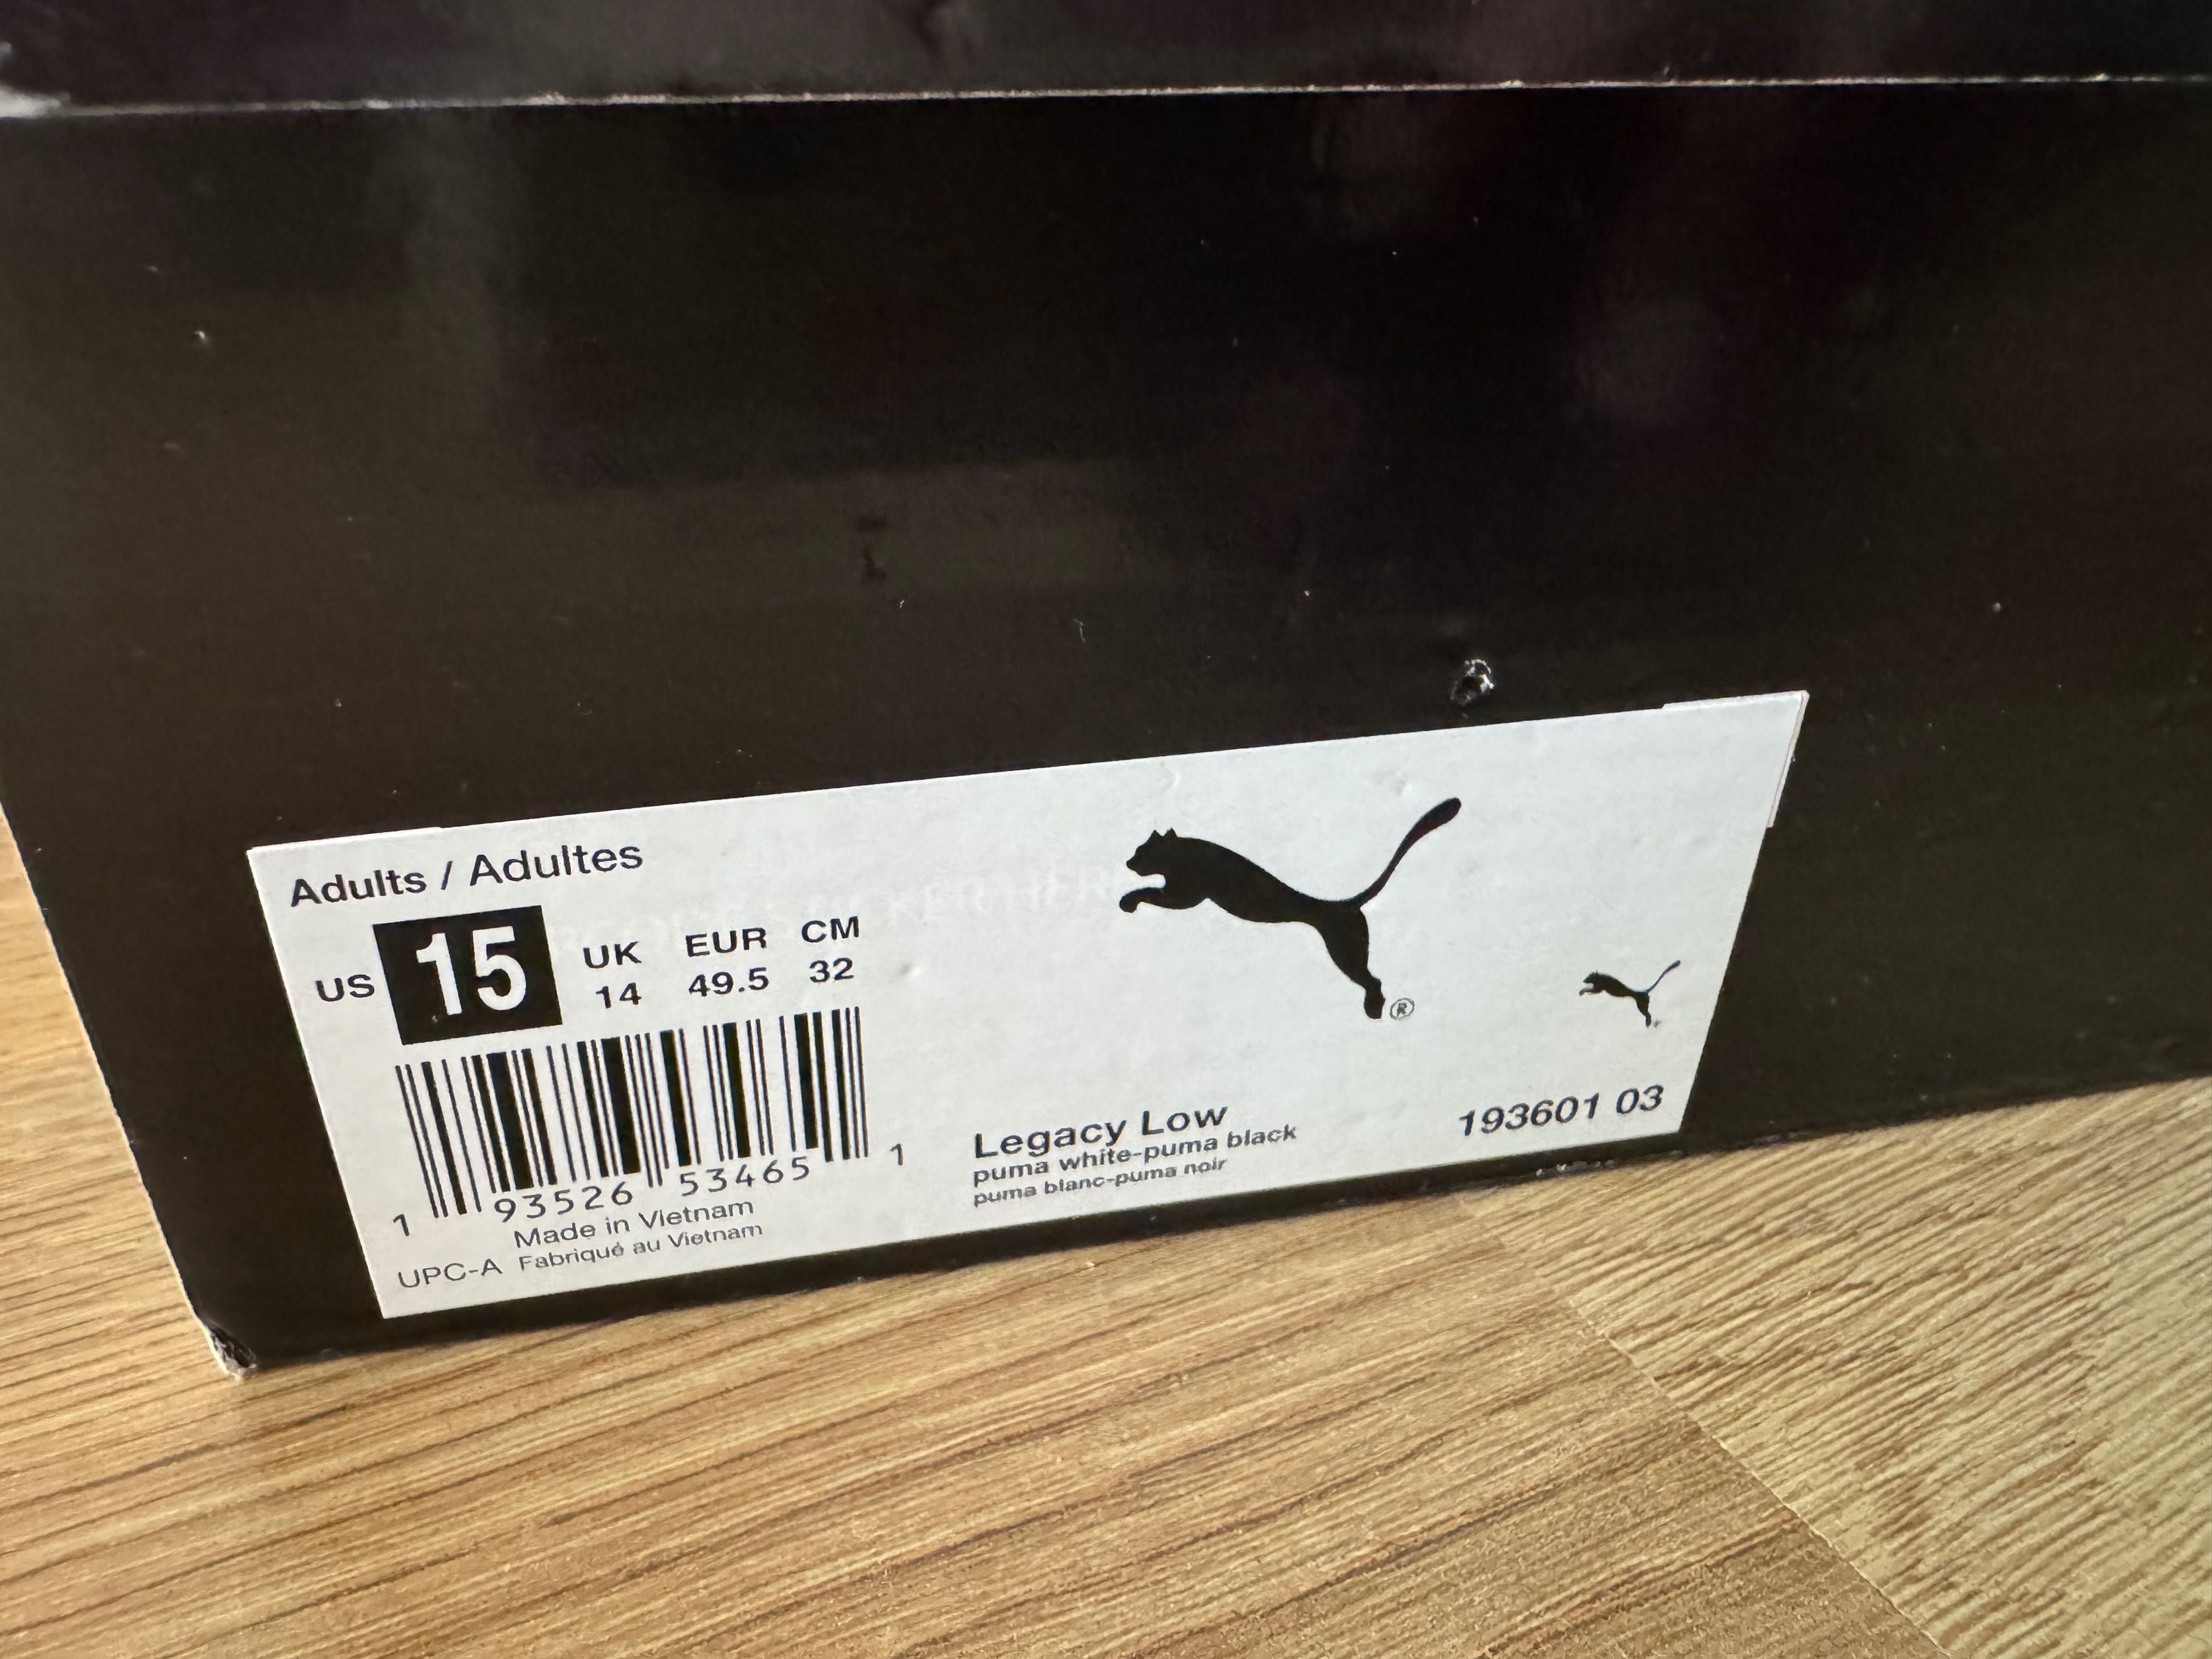 Adults / Adultes
US 15
UK EUR CM
14 49.5 32
1 93526 53465 1
Made in Vietnam
UPC-A Fabriqué au Vietnam
®
Legacy Low
puma white-puma black
puma blanc-puma noir
193601 03